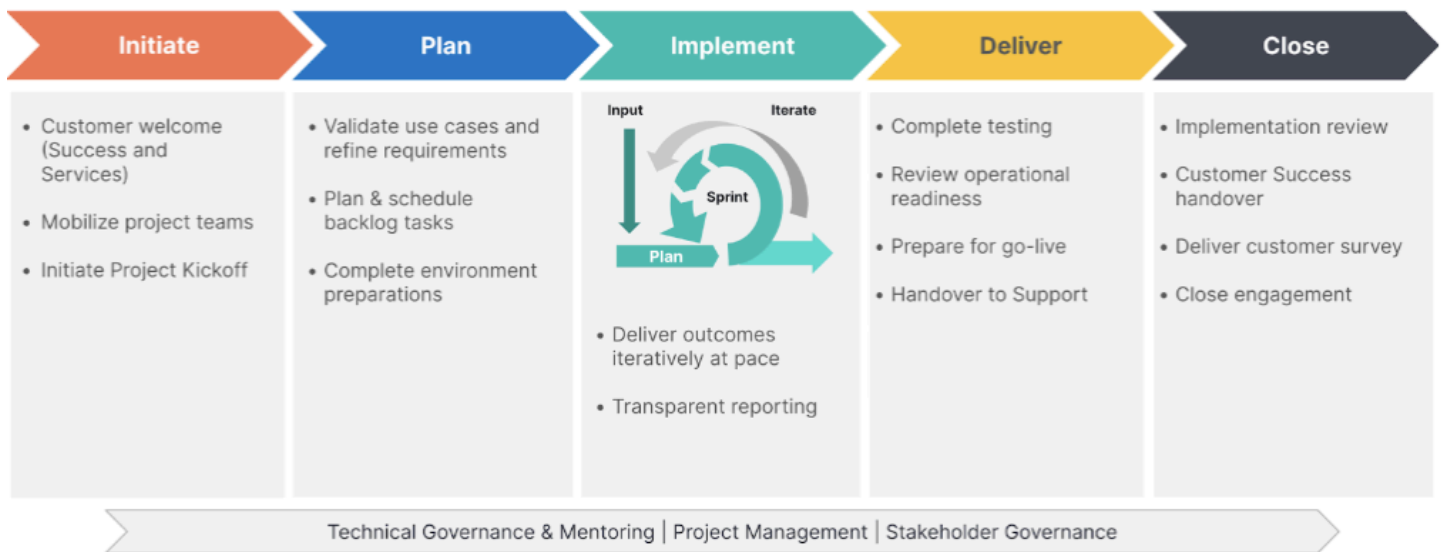 Initiate
Plan
Implement
Deliver
Close
• Customer welcome
(Success and
Services)
• Mobilize project teams
• Initiate Project Kickoff
• Validate use cases and
refine requirements
• Plan & schedule
backlog tasks
• Complete environment
preparations
Input
Iterate
Sprint
Plan
• Deliver outcomes
iteratively at pace
• Transparent reporting
• Complete testing
• Review operational
readiness
• Prepare for go-live
• Handover to Support
• Implementation review
• Customer Success
handover
• Deliver customer survey
• Close engagement
Technical Governance & Mentoring | Project Management | Stakeholder Governance